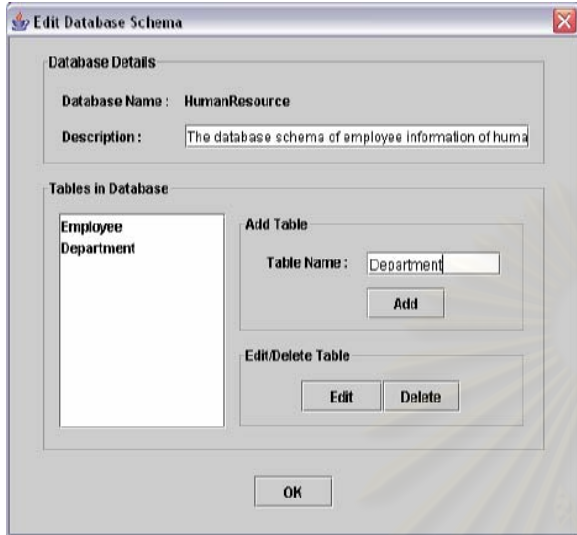 Edit Database Schema
Database Details
Database Name : HumanResource
Description : The database schema of employee information of huma
Tables in Database
Employee
Department
Add Table
Table Name : Department
Add
Edit/Delete Table
Edit Delete
OK